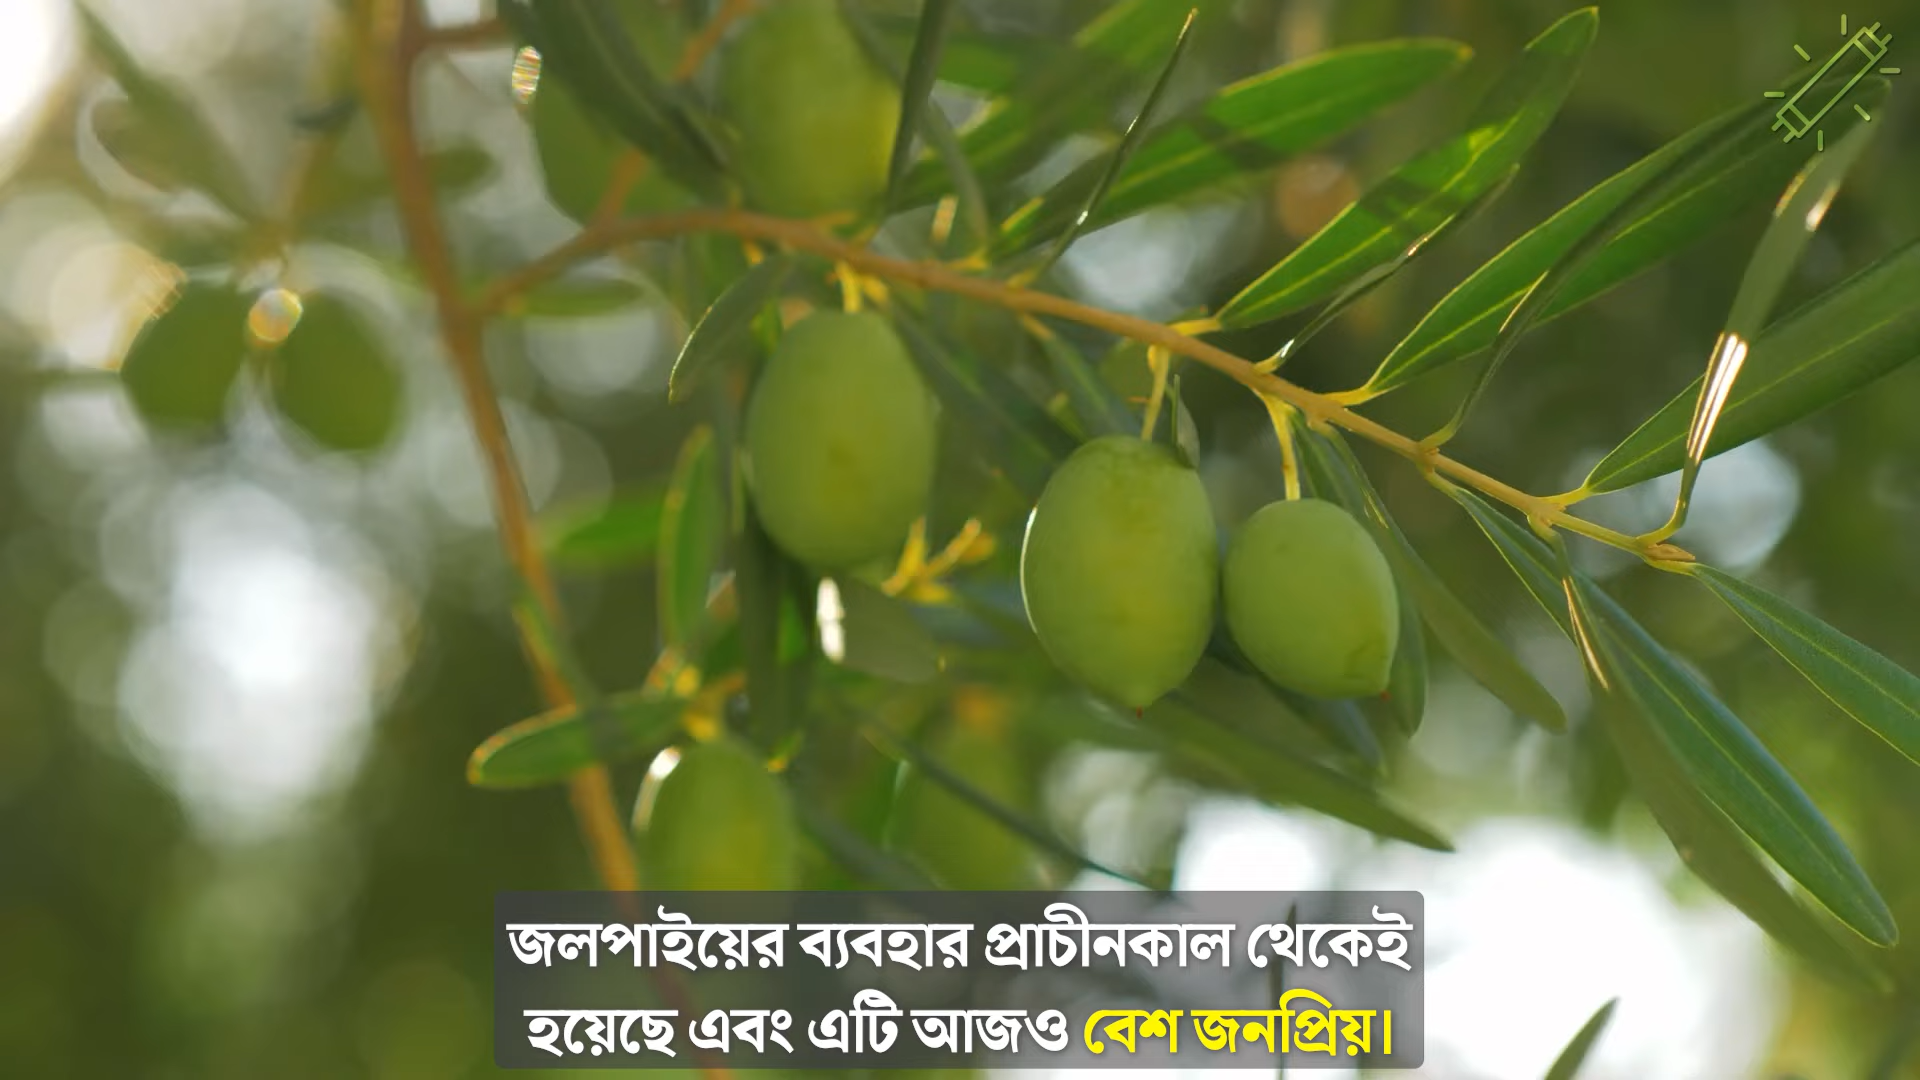 জলপাইয়ের ব্যবহার প্রাচীনকাল থেকেই
হয়েছে এবং এটি আজও বেশ জনপ্রিয়।